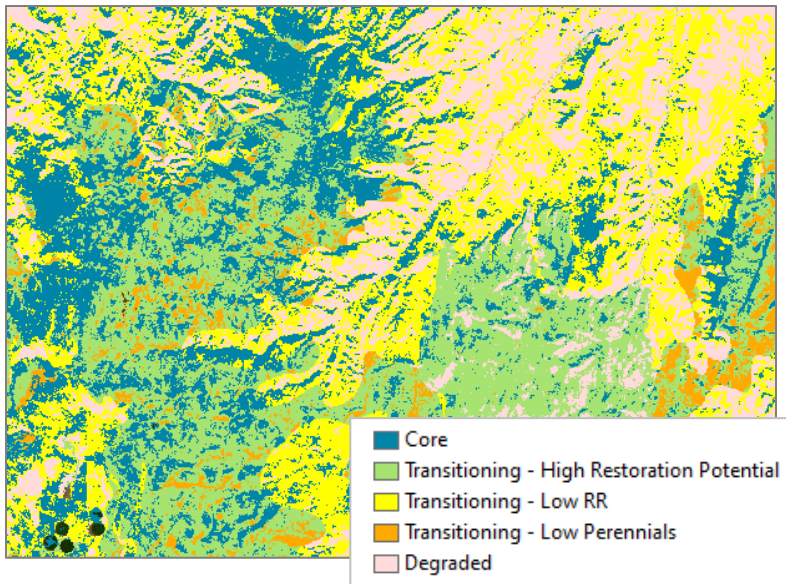 Core
Transitioning - High Restoration Potential
Transitioning - Low RR
Transitioning - Low Perennials
Degraded